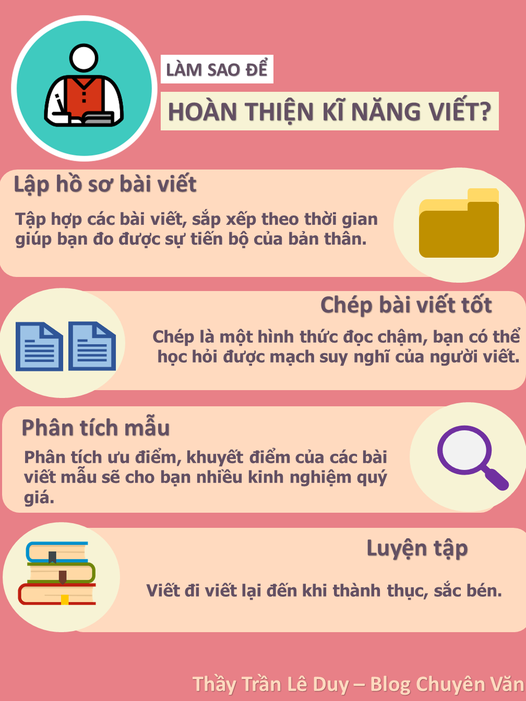 LÀM SAO ĐỂ
HOÀN THIỆN KĨ NĂNG VIẾT?
Lập hồ sơ bài viết
Tập hợp các bài viết, sắp xếp theo thời gian
giúp bạn đo được sự tiến bộ của bản thân.
Chép bài viết tốt
Chép là một hình thức đọc chậm, bạn có thể
học hỏi được mạch suy nghĩ của người viết.
Phân tích mẫu
Phân tích ưu điểm, khuyết điểm của các bài
viết mẫu sẽ cho bạn nhiều kinh nghiệm quý
giá.
Luyện tập
Viết đi viết lại đến khi thành thục, sắc bén.
Thầy Trần Lê Duy – Blog Chuyên Văn